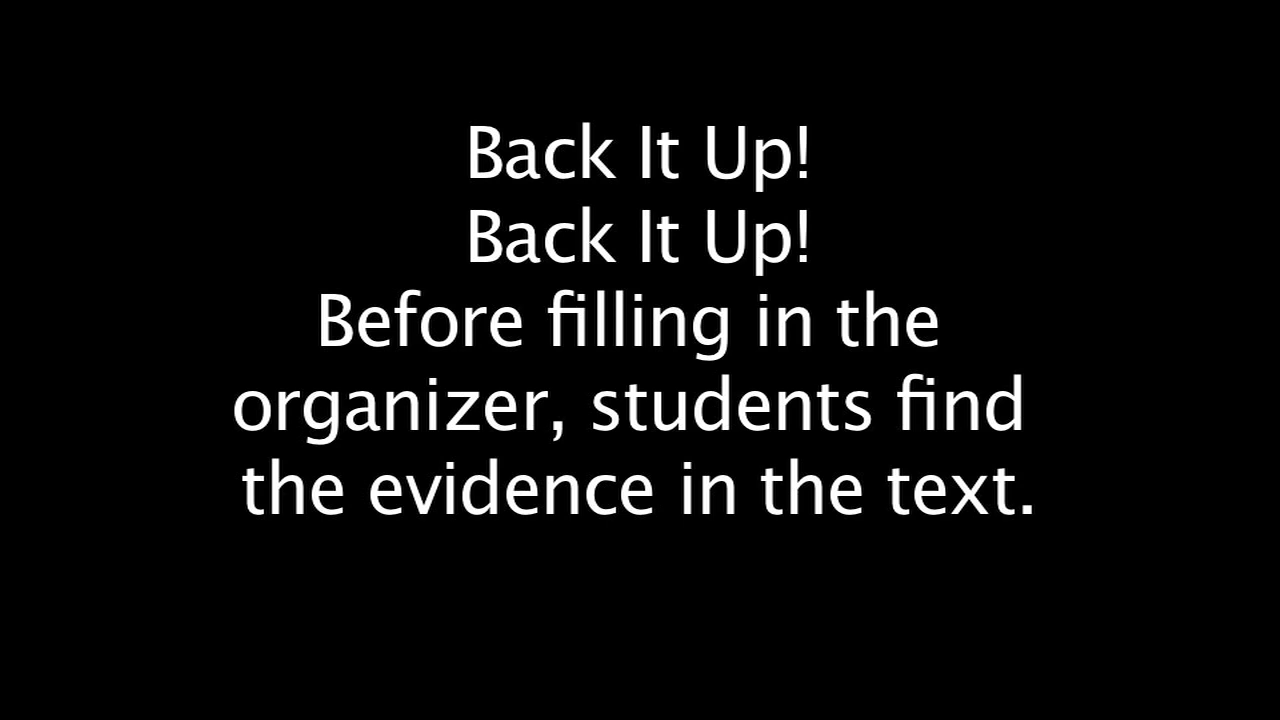 Back It Up!
Back It Up!
Before filling in the
organizer, students find
the evidence in the text.